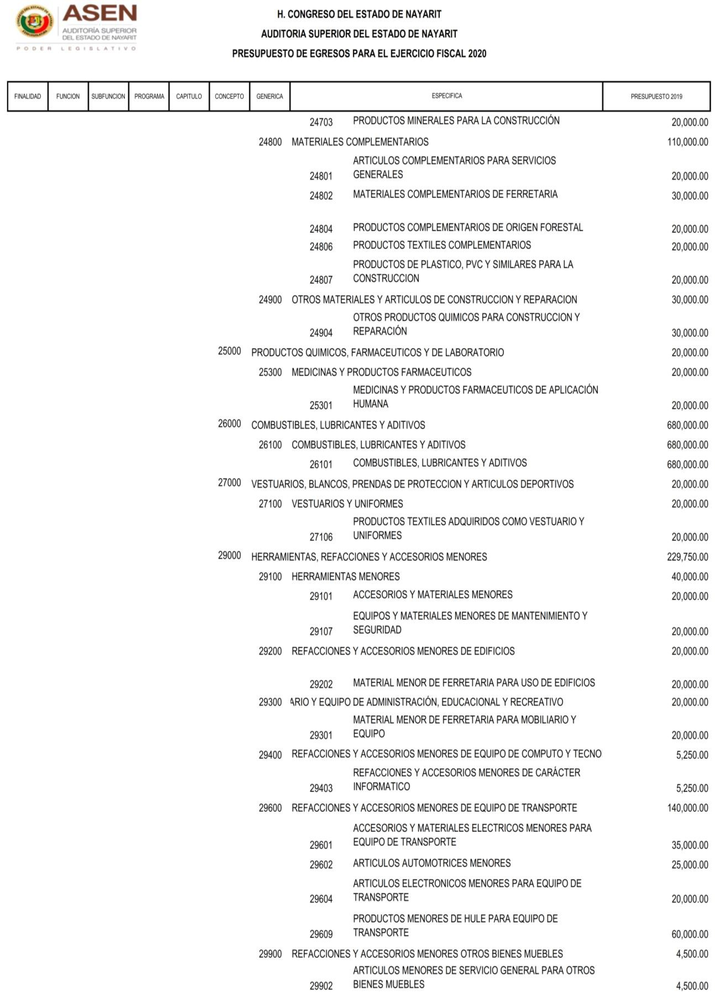 ASEN
AUDITORÍA SUPERIOR
DEL ESTADO DE NAYARIT
PODER LEGISLATIVO
H. CONGRESO DEL ESTADO DE NAYARIT
AUDITORIA SUPERIOR DEL ESTADO DE NAYARIT
PRESUPUESTO DE EGRESOS PARA EL EJERCICIO FISCAL 2020
FINALIDAD FUNCION SUBFUNCION PROGRAMA CAPITULO CONCEPTO GENERICA ESPECIFICA PRESUPUESTO 2019
24703 PRODUCTOS MINERALES PARA LA CONSTRUCCIÓN 20,000.00
24800 MATERIALES COMPLEMENTARIOS 110,000.00
ARTICULOS COMPLEMENTARIOS PARA SERVICIOS
24801 GENERALES 20,000.00
24802 MATERIALES COMPLEMENTARIOS DE FERRETARIA 30,000.00
24804 PRODUCTOS COMPLEMENTARIOS DE ORIGEN FORESTAL 20,000.00
24806 PRODUCTOS TEXTILES COMPLEMENTARIOS 20,000.00
PRODUCTOS DE PLASTICO, PVC Y SIMILARES PARA LA
24807 CONSTRUCCION 20,000.00
24900 OTROS MATERIALES Y ARTICULOS DE CONSTRUCCION Y REPARACION 30,000.00
OTROS PRODUCTOS QUIMICOS PARA CONSTRUCCION Y
24904 REPARACIÓN 30,000.00
25000 PRODUCTOS QUIMICOS, FARMACEUTICOS Y DE LABORATORIO 20,000.00
25300 MEDICINAS Y PRODUCTOS FARMACEUTICOS 20,000.00
MEDICINAS Y PRODUCTOS FARMACEUTICOS DE APLICACIÓN
25301 HUMANA 20,000.00
26000 COMBUSTIBLES, LUBRICANTES Y ADITIVOS 680,000.00
26100 COMBUSTIBLES, LUBRICANTES Y ADITIVOS 680,000.00
26101 COMBUSTIBLES, LUBRICANTES Y ADITIVOS 680,000.00
27000 VESTUARIOS, BLANCOS, PRENDAS DE PROTECCION Y ARTICULOS DEPORTIVOS 20,000.00
27100 VESTUARIOS Y UNIFORMES 20,000.00
PRODUCTOS TEXTILES ADQUIRIDOS COMO VESTUARIO Y
27106 UNIFORMES 20,000.00
29000 HERRAMIENTAS, REFACCIONES Y ACCESORIOS MENORES 229,750.00
29100 HERRAMIENTAS MENORES 40,000.00
29101 ACCESORIOS Y MATERIALES MENORES 20,000.00
EQUIPOS Y MATERIALES MENORES DE MANTENIMIENTO Y
29107 SEGURIDAD 20,000.00
29200 REFACCIONES Y ACCESORIOS MENORES DE EDIFICIOS 20,000.00
29202 MATERIAL MENOR DE FERRETARIA PARA USO DE EDIFICIOS 20,000.00
29300 ARIO Y EQUIPO DE ADMINISTRACIÓN, EDUCACIONAL Y RECREATIVO 20,000.00
MATERIAL MENOR DE FERRETARIA PARA MOBILIARIO Y
29301 EQUIPO 20,000.00
29400 REFACCIONES Y ACCESORIOS MENORES DE EQUIPO DE COMPUTO Y TECNO 5,250.00
REFACCIONES Y ACCESORIOS MENORES DE CARÁCTER
29403 INFORMATICO 5,250.00
29600 REFACCIONES Y ACCESORIOS MENORES DE EQUIPO DE TRANSPORTE 140,000.00
ACCESORIOS Y MATERIALES ELECTRICOS MENORES PARA
29601 EQUIPO DE TRANSPORTE 35,000.00
29602 ARTICULOS AUTOMOTRICES MENORES 25,000.00
ARTICULOS ELECTRONICOS MENORES PARA EQUIPO DE
29604 TRANSPORTE 20,000.00
PRODUCTOS MENORES DE HULE PARA EQUIPO DE
29609 TRANSPORTE 60,000.00
29900 REFACCIONES Y ACCESORIOS MENORES OTROS BIENES MUEBLES 4,500.00
ARTICULOS MENORES DE SERVICIO GENERAL PARA OTROS
29902 BIENES MUEBLES 4,500.00